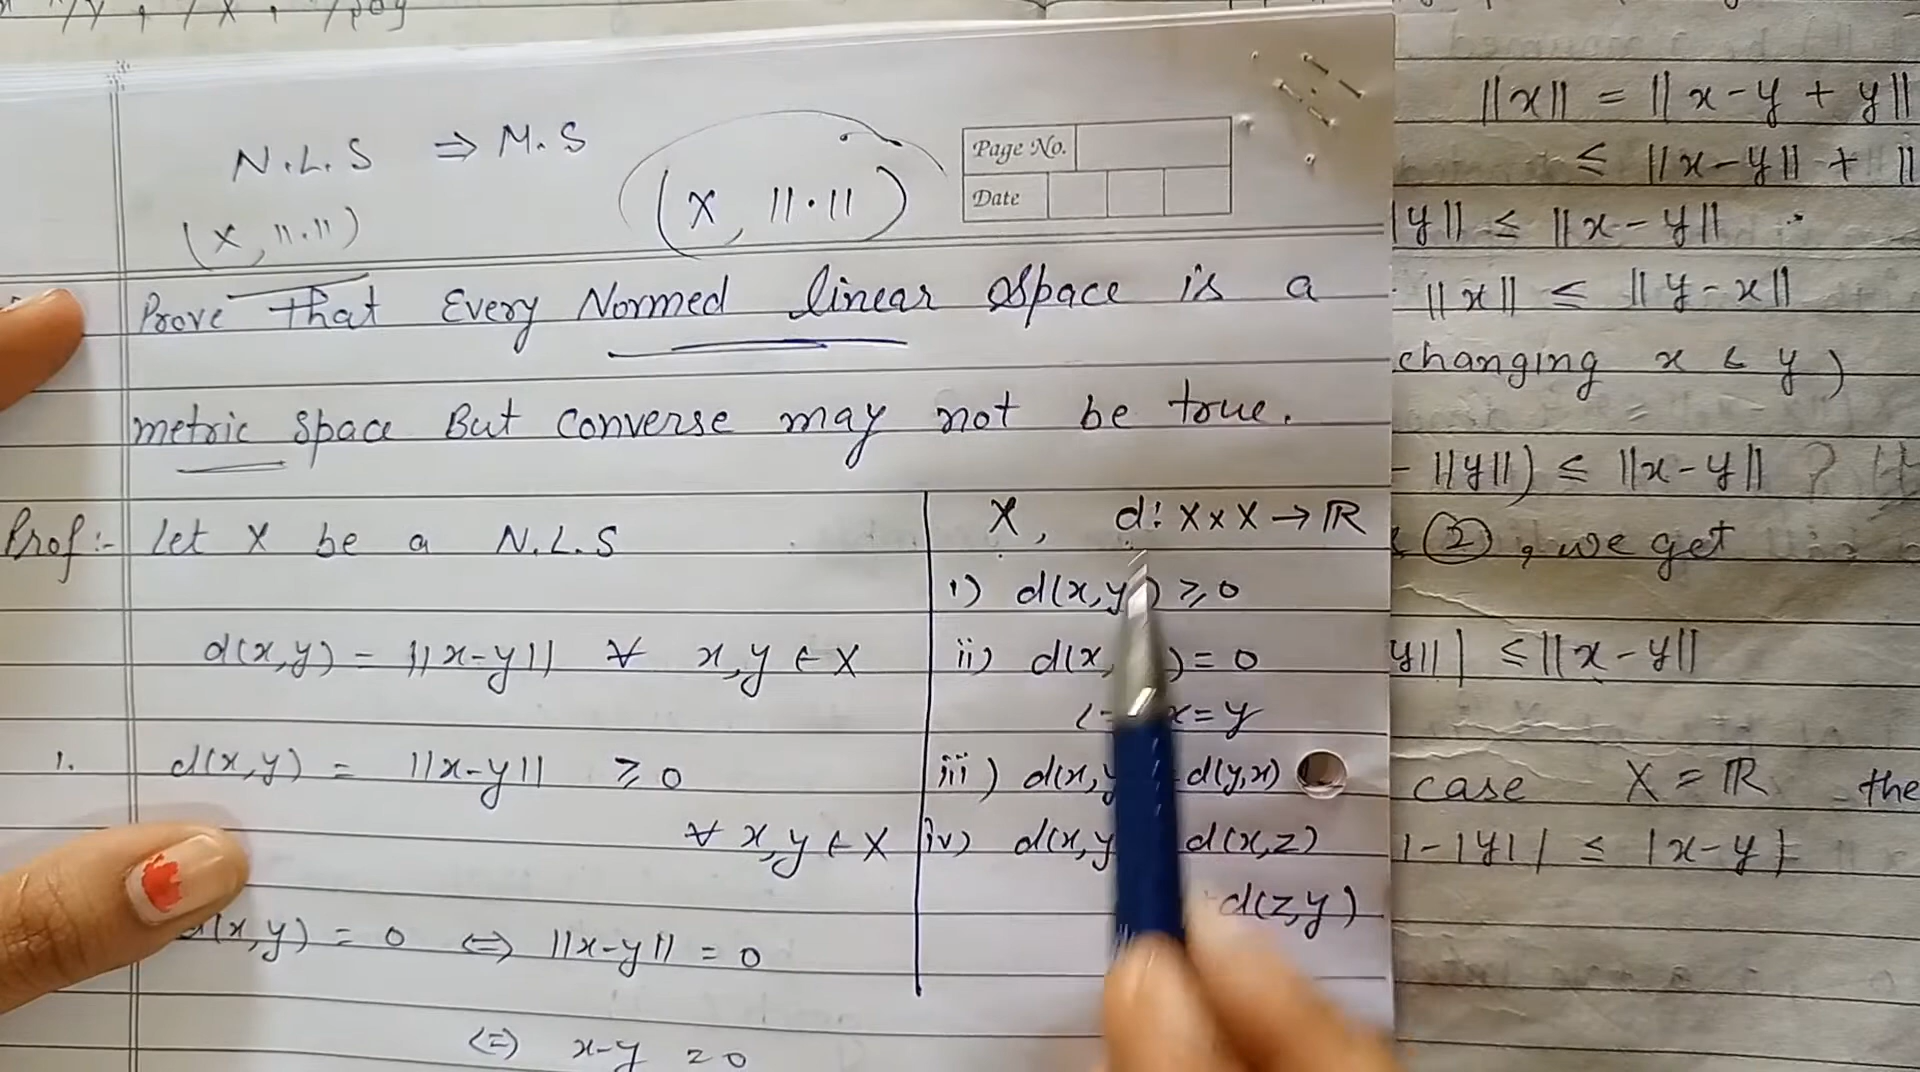 N.L.S ⇒ M.S
(X, ||·||)
(X, ||·||)
Page No.
Date
Prove that Every Normed linear space is a
metric space But converse may not be true.
Prof:- Let X be a N.L.S
d(x,y) = ||x-y|| ∀ x,y ∈ X
1. d(x,y) = ||x-y|| ≥ 0
∀ x,y ∈ X
d(x,y) = 0 ⇔ ||x-y|| = 0
⇔ x-y = 0
X, d: X×X → ℝ
i) d(x,y) ≥ 0
ii) d(x, ) = 0
x=y
iii) d(x,y d(y,x)
iv) d(x,y d(x,z)
+d(z,y)
||x|| = ||x-y + y||
≤ ||x-y|| + ||
|y|| ≤ ||x-y||
||x|| ≤ ||y-x||
changing x & y)
- ||y||) ≤ ||x-y||
② , we get
y||| ≤ ||x-y||
case X = ℝ the
|-|y|| ≤ |x-y|